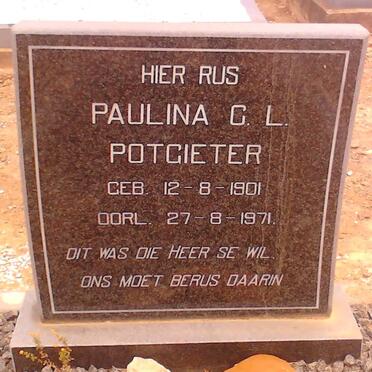 HIER RUS
PAULINA G. L.
POTGIETER
GEB. 12-8-1901
OORL. 27-8-1971.
DIT WAS DIE HEER SE WIL.
ONS MOET BERUS DAARIN